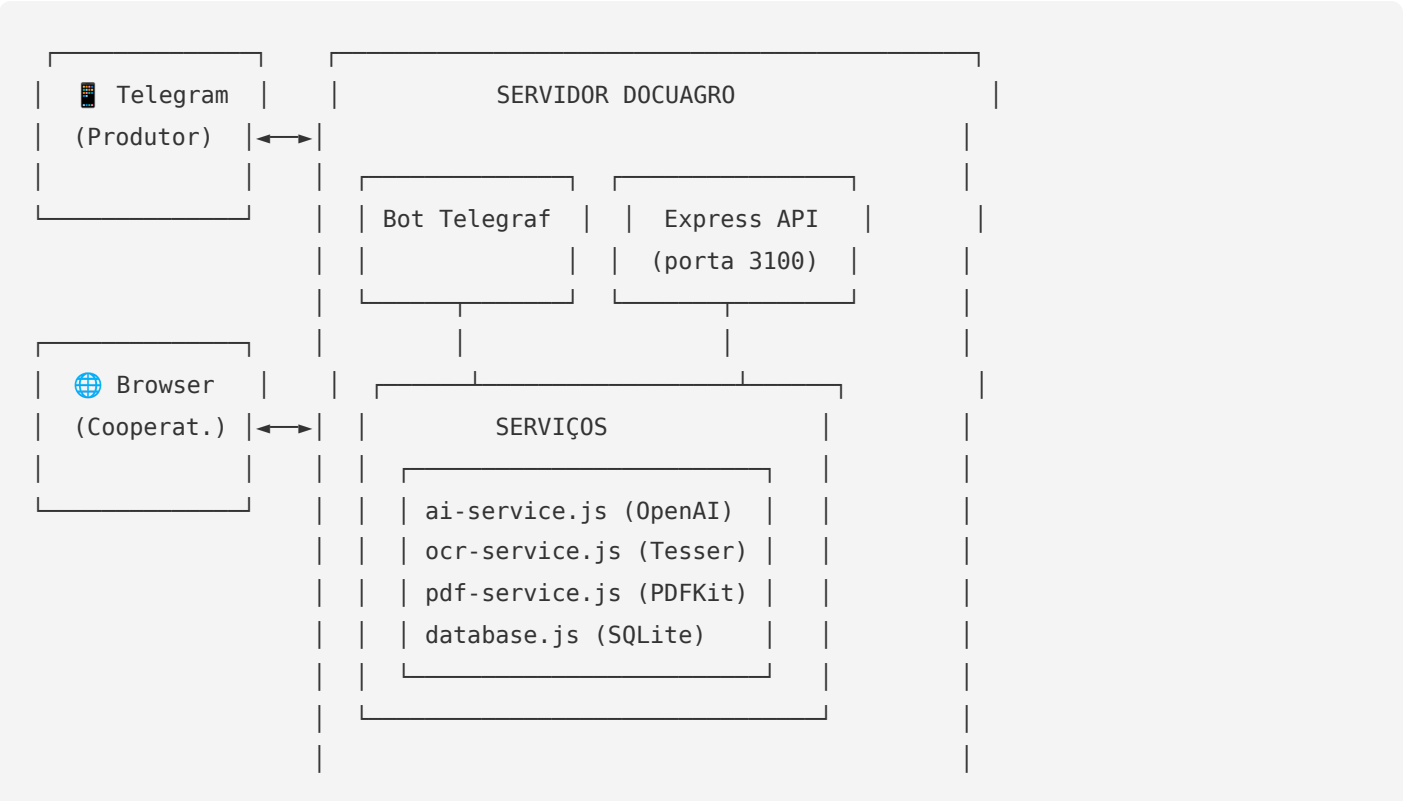 📱 Telegram SERVIDOR DOCUAGRO
(Produtor)
Bot Telegraf Express API
(porta 3100)
🌐 Browser
(Cooperat.) SERVIÇOS
ai-service.js (OpenAI)
ocr-service.js (Tesser)
pdf-service.js (PDFKit)
database.js (SQLite)